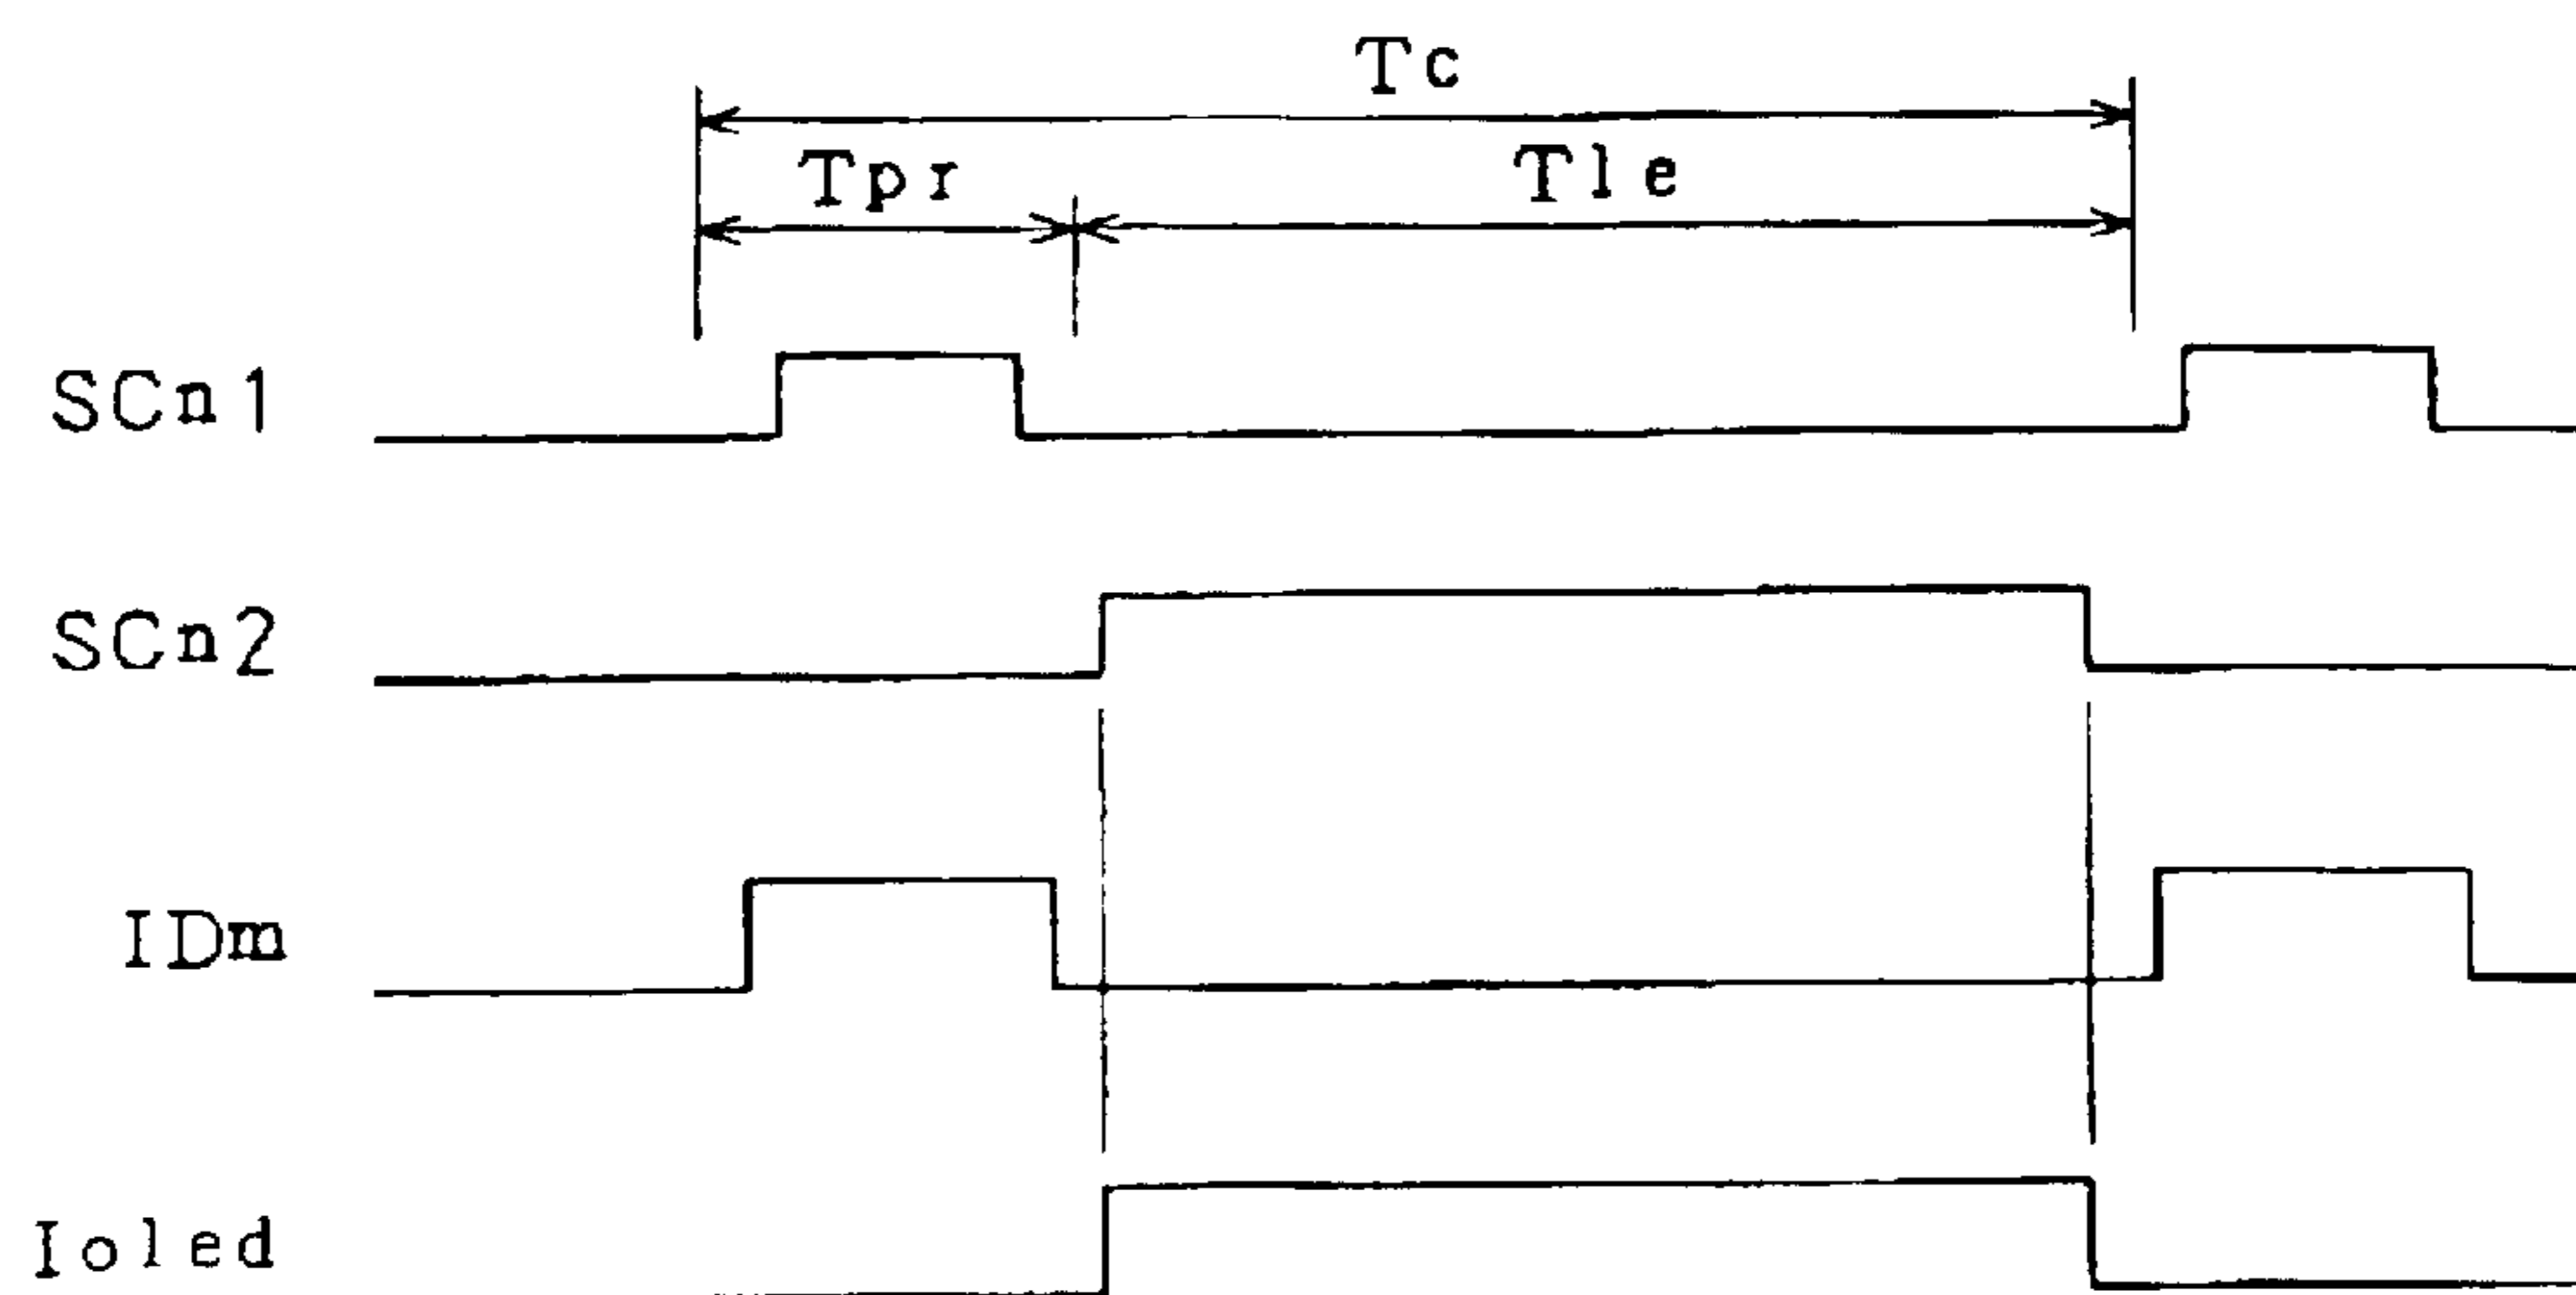 Tc
Tpr Tle
SCn1
SCn2
IDm
Ioled